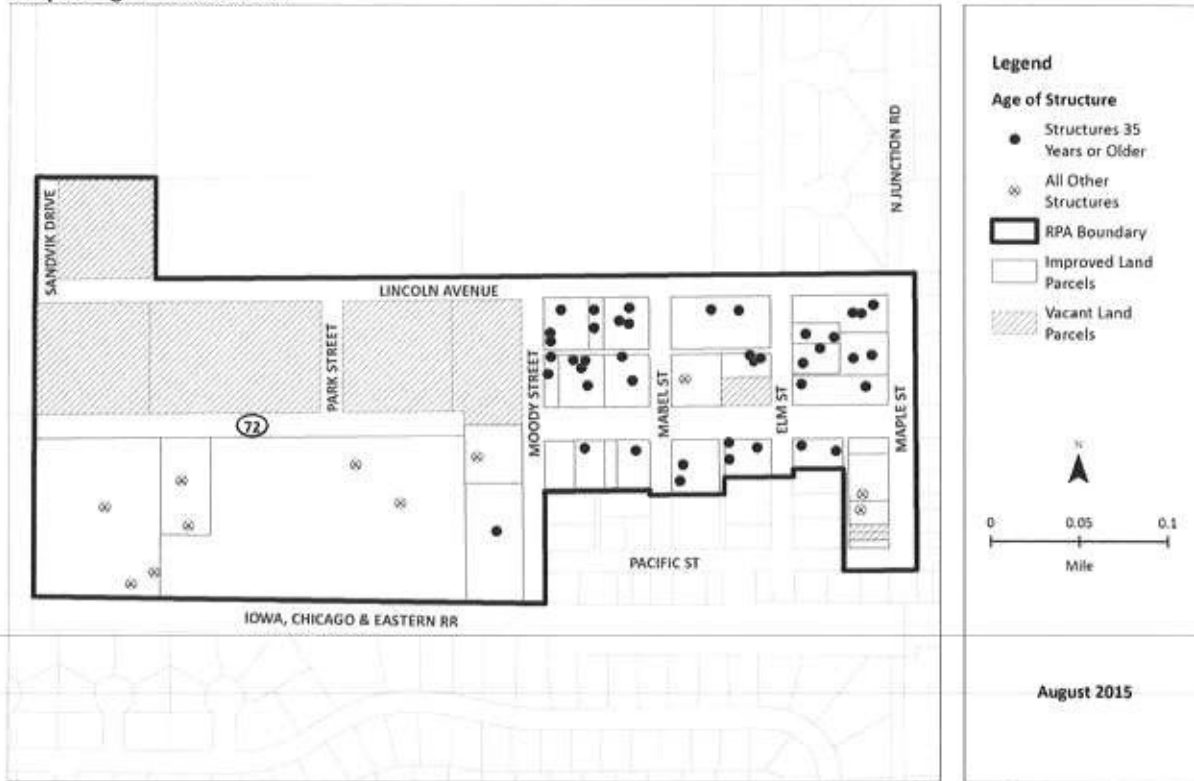 N JUNCTION RD
SANDVIK DRIVE
LINCOLN AVENUE
PARK STREET
MOODY STREET
MABEL ST
ELM ST
MAPLE ST
72
PACIFIC ST
IOWA, CHICAGO & EASTERN RR
Legend
Age of Structure
Structures 35
Years or Older
All Other
Structures
RPA Boundary
Improved Land
Parcels
Vacant Land
Parcels
N
0 0.05 0.1
Mile
August 2015